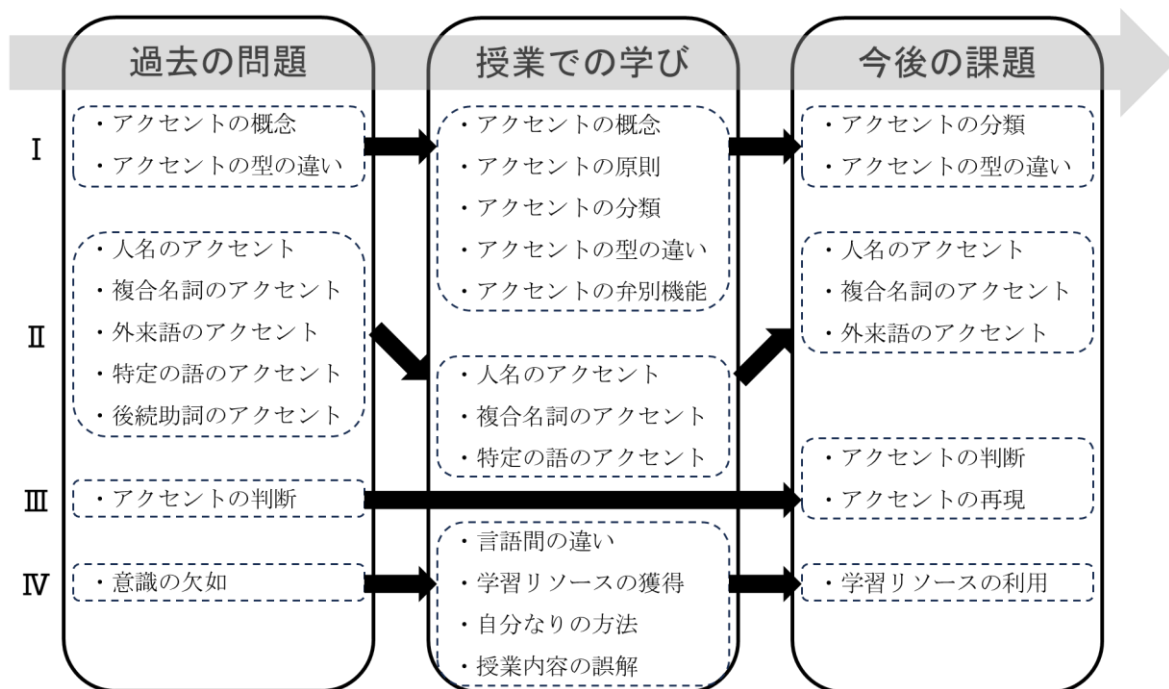 過去の問題
授業での学び
今後の課題
Ⅰ
・アクセントの概念
・アクセントの型の違い
・アクセントの概念
・アクセントの原則
・アクセントの分類
・アクセントの型の違い
・アクセントの弁別機能
・アクセントの分類
・アクセントの型の違い
Ⅱ
・人名のアクセント
・複合名詞のアクセント
・外来語のアクセント
・特定の語のアクセント
・後続助詞のアクセント
・人名のアクセント
・複合名詞のアクセント
・特定の語のアクセント
・人名のアクセント
・複合名詞のアクセント
・外来語のアクセント
Ⅲ
・アクセントの判断
・アクセントの判断
・アクセントの再現
Ⅳ
・意識の欠如
・言語間の違い
・学習リソースの獲得
・自分なりの方法
・授業内容の誤解
・学習リソースの利用